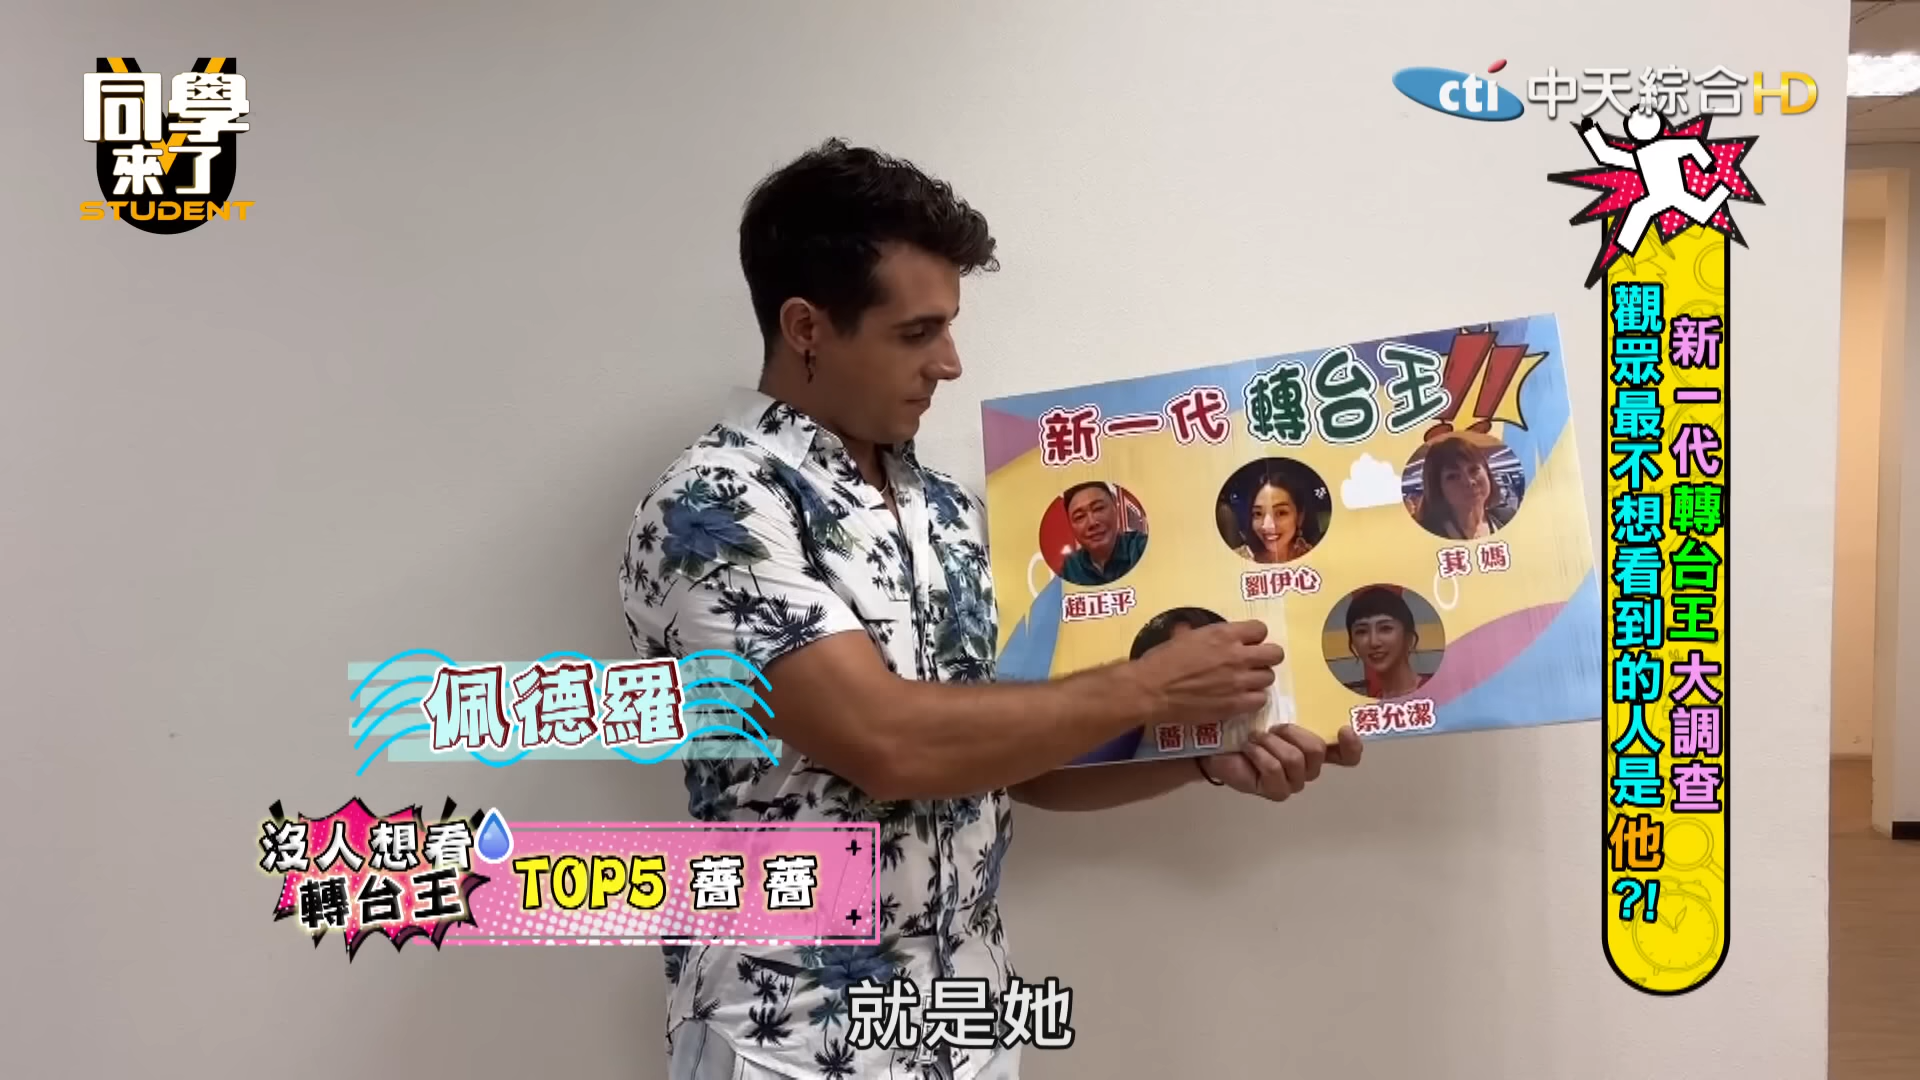 同學
來了
STUDENT
cti 中天綜合HD
新一代轉台王大調查
觀眾最不想看到的人是他?!
新一代 轉台王!!
趙正平
劉伊心
萁媽
薔薔
蔡允潔
佩德羅
沒人想看
轉台王
TOP5 薔薔
就是她